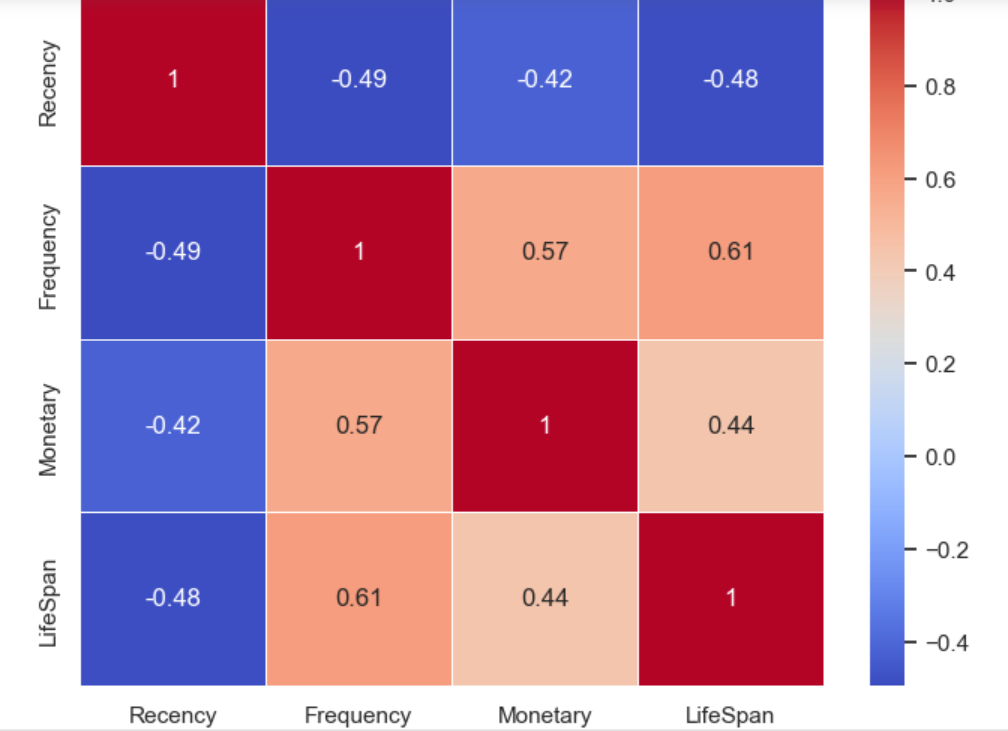 Recency 1 -0.49 -0.42 -0.48
Frequency -0.49 1 0.57 0.61
Monetary -0.42 0.57 1 0.44
LifeSpan -0.48 0.61 0.44 1
Recency Frequency Monetary LifeSpan
0.8
0.6
0.4
0.2
0.0
−0.2
−0.4